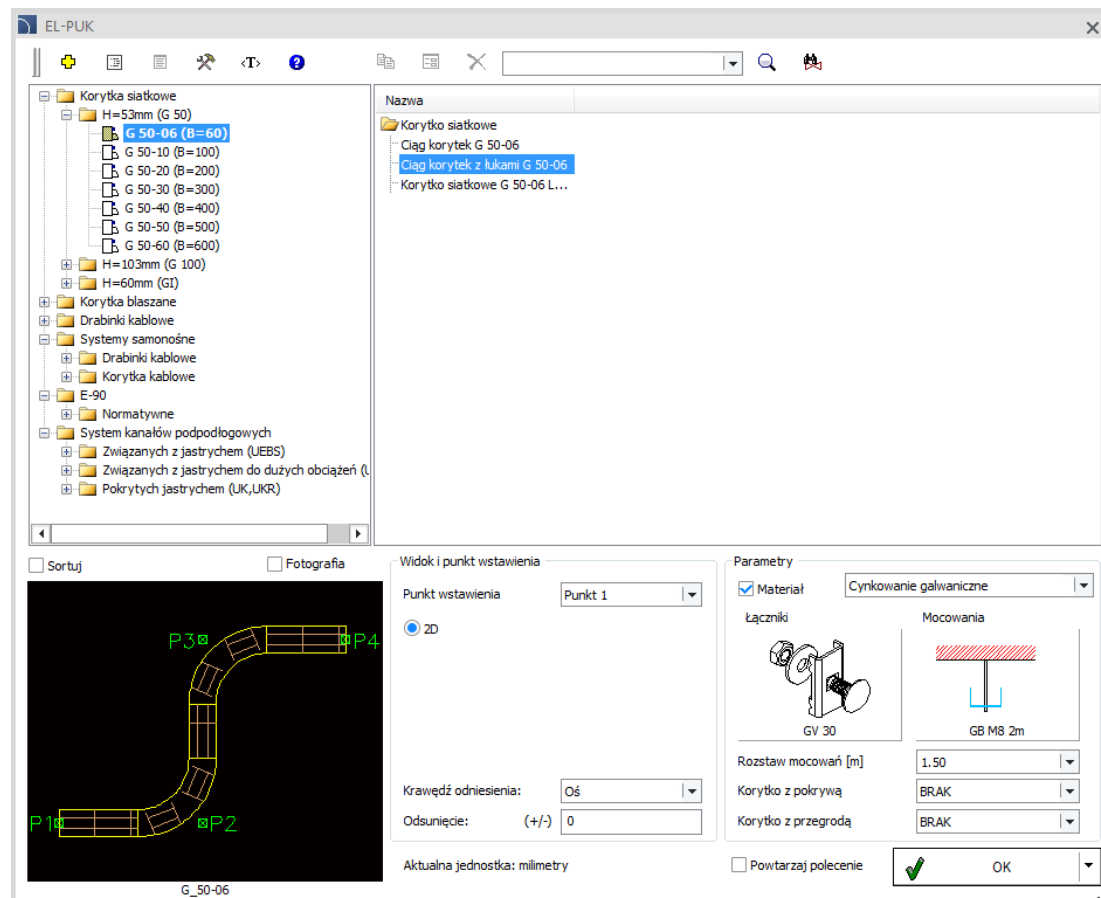 EL-PUK
<T>
Korytka siatkowe
H=53mm (G 50)
G 50-06 (B=60)
G 50-10 (B=100)
G 50-20 (B=200)
G 50-30 (B=300)
G 50-40 (B=400)
G 50-50 (B=500)
G 50-60 (B=600)
H=103mm (G 100)
H=60mm (GI)
Korytka blaszane
Drabinki kablowe
Systemy samonośne
Drabinki kablowe
Korytka kablowe
E-90
Normatywne
System kanałów podpodłogowych
Związanych z jastrychem (UEBS)
Związanych z jastrychem do dużych obciążeń (U
Pokrytych jastrychem (UK,UKR)
Nazwa
Korytko siatkowe
Ciąg korytek G 50-06
Ciąg korytek z łukami G 50-06
Korytko siatkowe G 50-06 L...
Sortuj
Fotografia
P3
P4
P1
P2
G_50-06
Widok i punkt wstawienia
Punkt wstawienia
Punkt 1
2D
Krawędź odniesienia:
Oś
Odsunięcie: (+/-)
0
Aktualna jednostka: milimetry
Parametry
Materiał
Cynkowanie galwaniczne
Łączniki
Mocowania
GV 30
GB M8 2m
Rozstaw mocowań [m]
1.50
Korytko z pokrywą
BRAK
Korytko z przegrodą
BRAK
Powtarzaj polecenie
OK